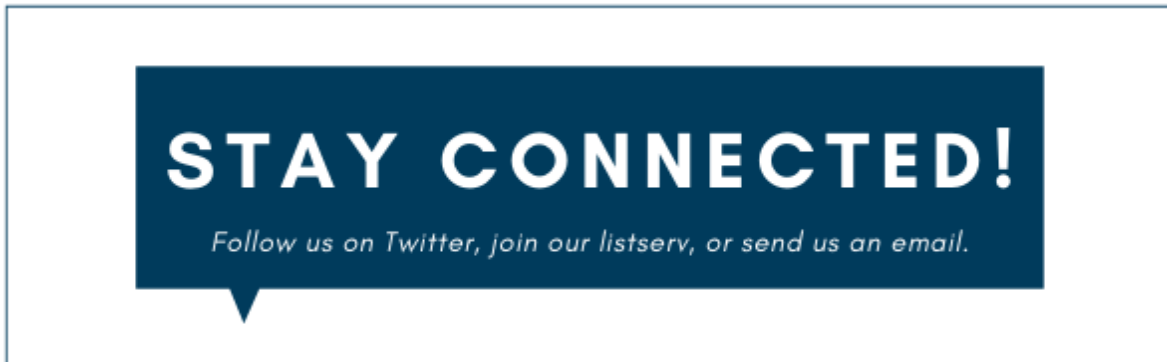 STAY CONNECTED!
Follow us on Twitter, join our listserv, or send us an email.